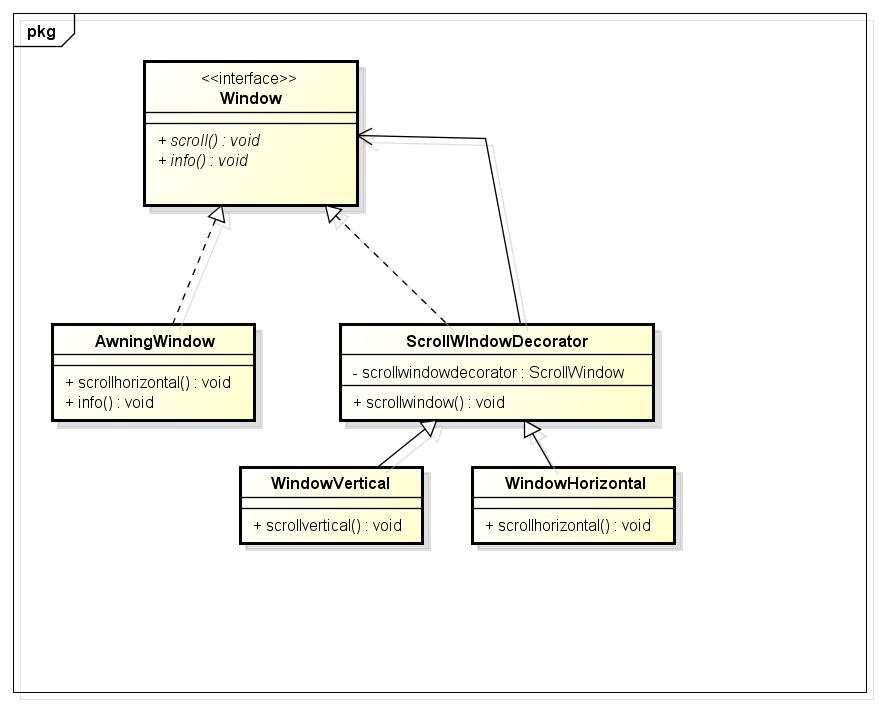 pkg
<<interface>>
Window
+ scroll() : void
+ info() : void
AwningWindow
+ scrollhorizontal() : void
+ info() : void
ScrollWIndowDecorator
- scrollwindowdecorator : ScrollWindow
+ scrollwindow() : void
WindowVertical
+ scrollvertical() : void
WindowHorizontal
+ scrollhorizontal() : void